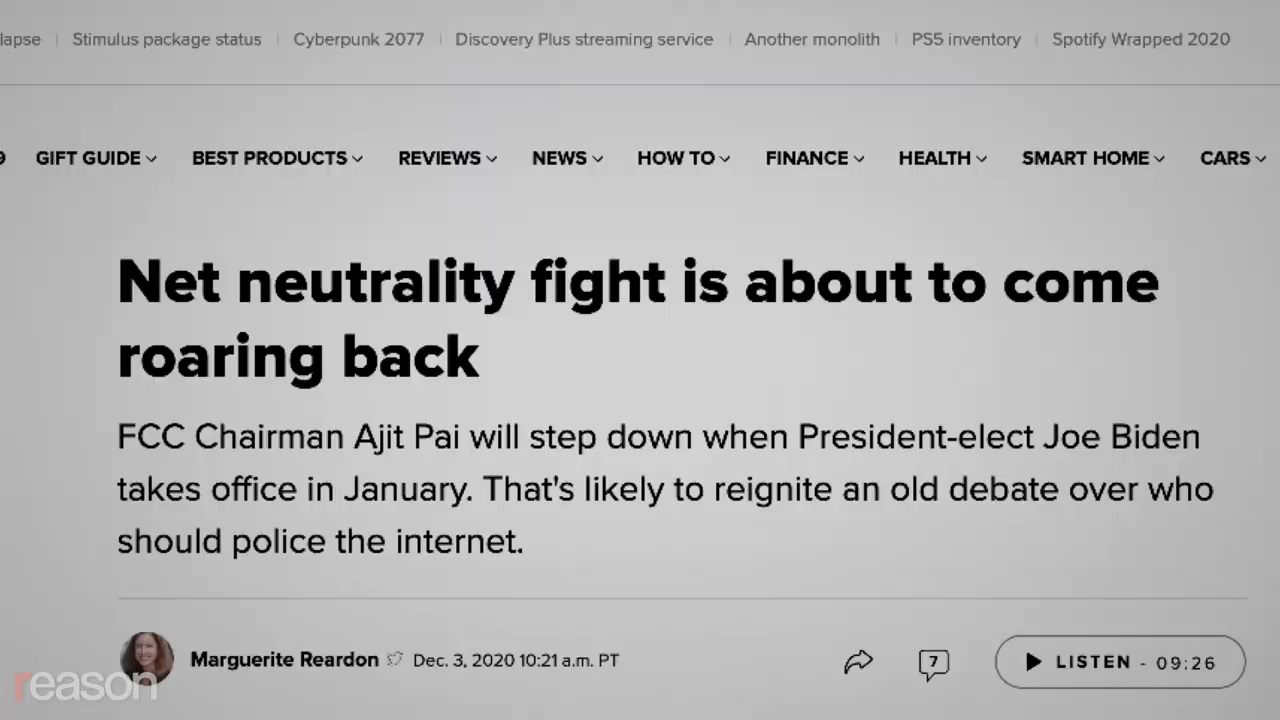 lapse Stimulus package status Cyberpunk 2077 Discovery Plus streaming service Another monolith PS5 inventory Spotify Wrapped 2020
9 GIFT GUIDE BEST PRODUCTS REVIEWS NEWS HOW TO FINANCE HEALTH SMART HOME CARS
Net neutrality fight is about to come
roaring back
FCC Chairman Ajit Pai will step down when President-elect Joe Biden
takes office in January. That's likely to reignite an old debate over who
should police the internet.
Marguerite Reardon Dec. 3, 2020 10:21 a.m. PT 7 LISTEN - 09:26
reason